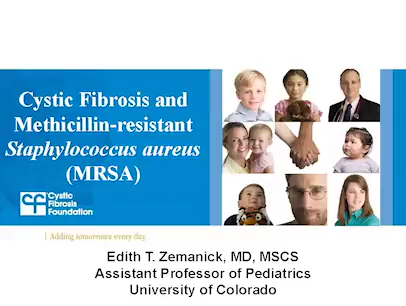 Cystic Fibrosis and
Methicillin-resistant
Staphylococcus aureus
(MRSA)
CF
Cystic
Fibrosis
Foundation
Adding tomorrows every day.
Edith T. Zemanick, MD, MSCS
Assistant Professor of Pediatrics
University of Colorado